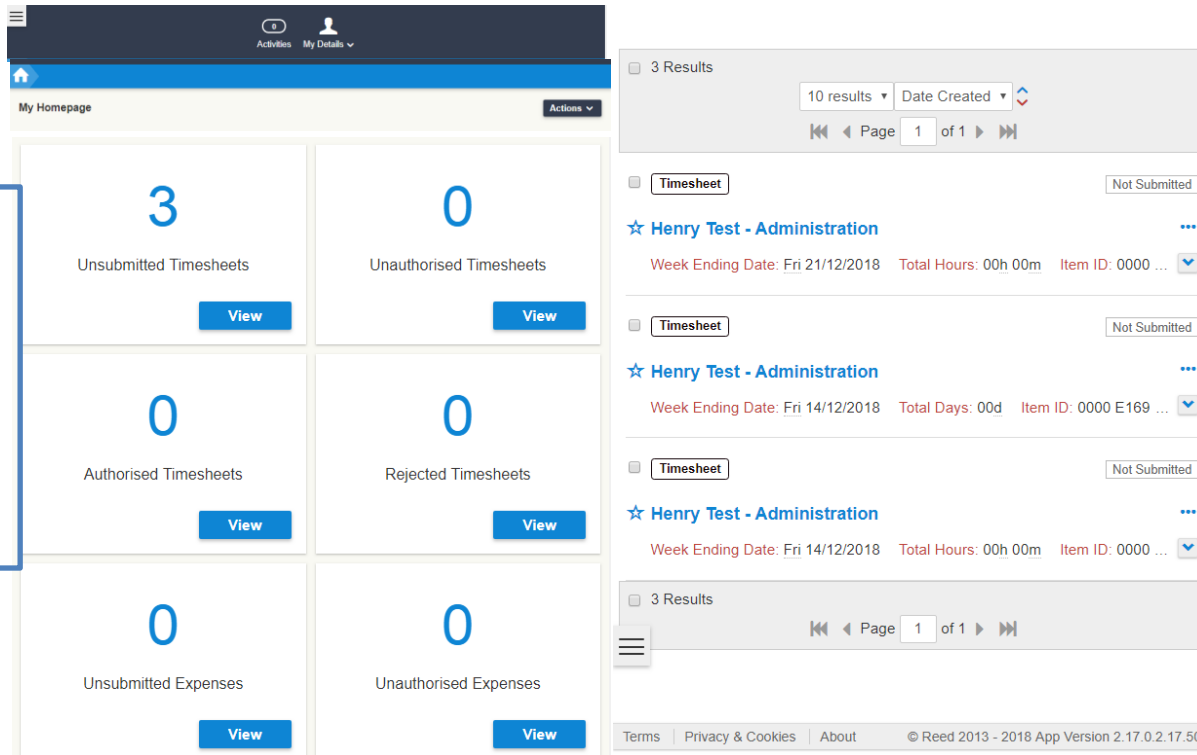 0
Activities My Details
My Homepage
Actions
3
Unsubmitted Timesheets
View
0
Unauthorised Timesheets
View
0
Authorised Timesheets
View
0
Rejected Timesheets
View
0
Unsubmitted Expenses
View
0
Unauthorised Expenses
View
3 Results
10 results Date Created
Page 1 of 1
Timesheet Not Submitted
Henry Test - Administration
Week Ending Date: Fri 21/12/2018 Total Hours: 00h 00m Item ID: 0000 ...
Timesheet Not Submitted
Henry Test - Administration
Week Ending Date: Fri 14/12/2018 Total Days: 00d Item ID: 0000 E169 ...
Timesheet Not Submitted
Henry Test - Administration
Week Ending Date: Fri 14/12/2018 Total Hours: 00h 00m Item ID: 0000 ...
3 Results
Page 1 of 1
Terms Privacy & Cookies About © Reed 2013 - 2018 App Version 2.17.0.2.17.50